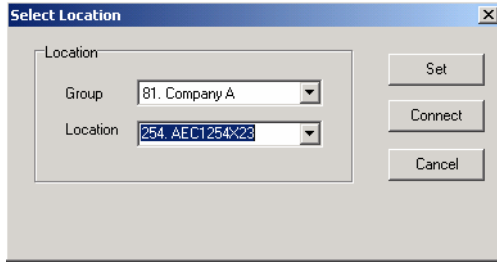 Select Location
Location
Group 81. Company A
Location 254. AEC1254X23
Set
Connect
Cancel